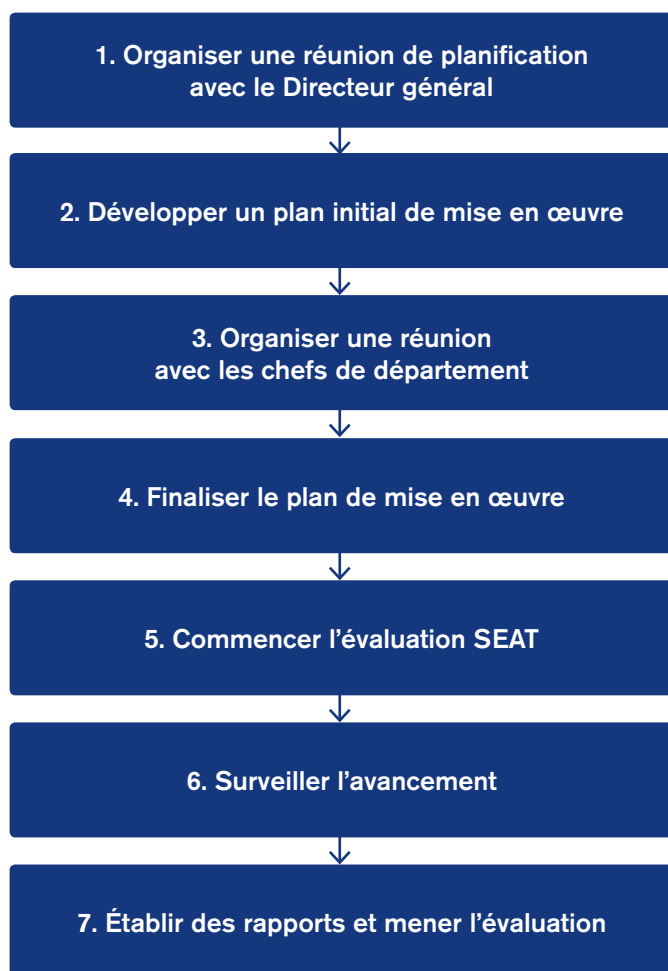 1. Organiser une réunion de planification
avec le Directeur général
2. Développer un plan initial de mise en œuvre
3. Organiser une réunion
avec les chefs de département
4. Finaliser le plan de mise en œuvre
5. Commencer l’évaluation SEAT
6. Surveiller l’avancement
7. Établir des rapports et mener l’évaluation